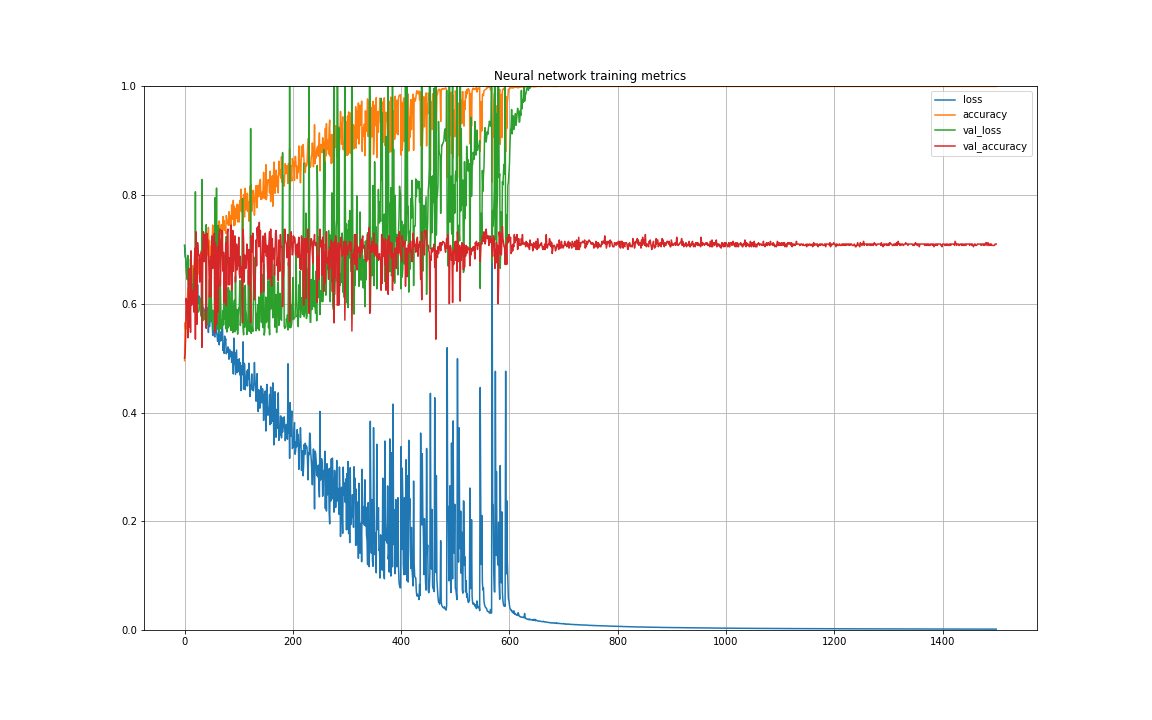 Neural network training metrics
1.0
0.8
0.6
0.4
0.2
0.0
0 200 400 600 800 1000 1200 1400
loss
accuracy
val_loss
val_accuracy